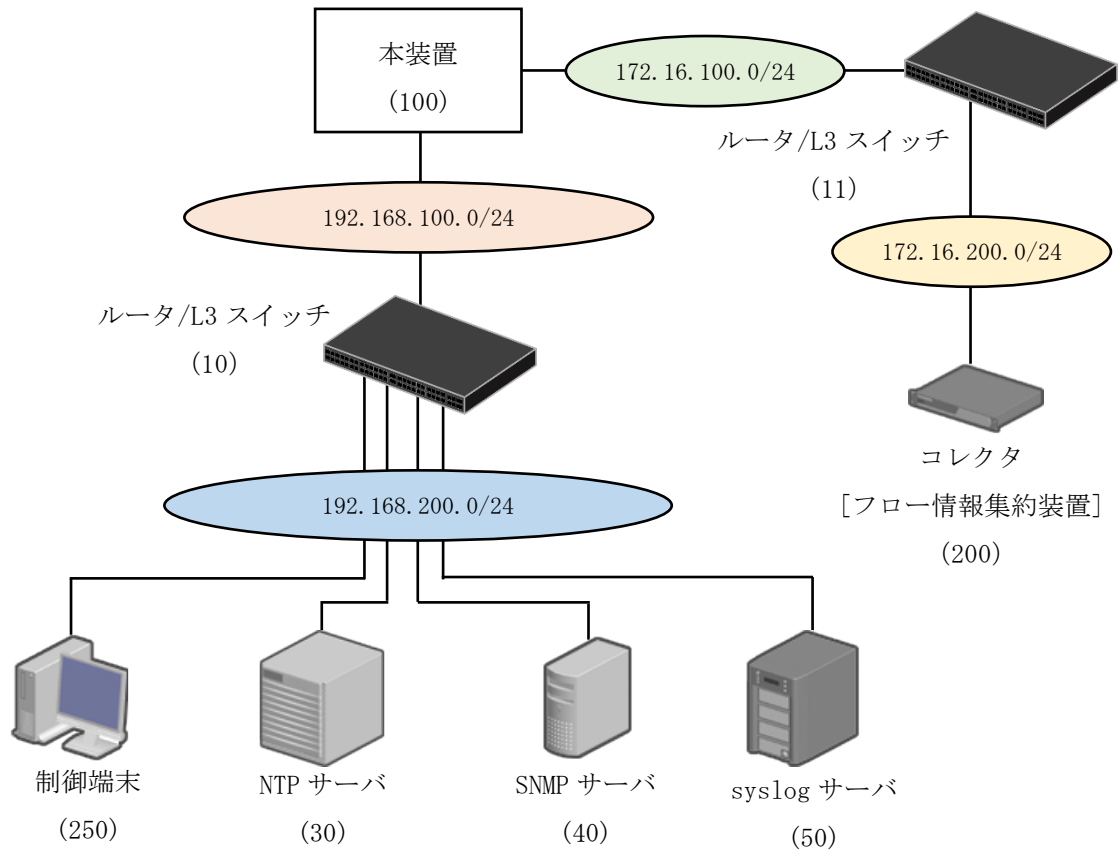 本装置
(100)
172.16.100.0/24
ルータ/L3 スイッチ
(11)
192.168.100.0/24
172.16.200.0/24
ルータ/L3 スイッチ
(10)
コレクタ
[フロー情報集約装置]
(200)
192.168.200.0/24
制御端末
(250)
NTP サーバ
(30)
SNMP サーバ
(40)
syslog サーバ
(50)